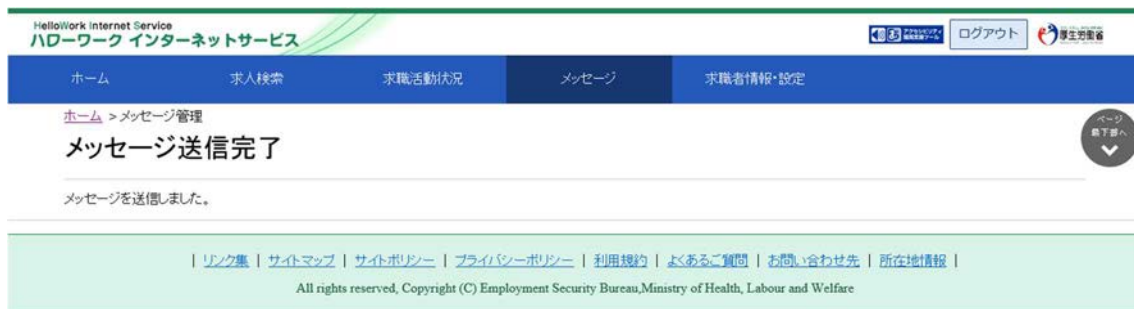 HelloWork Internet Service
ハローワーク インターネットサービス
ログアウト
厚生労働省
ホーム 求人検索 求職活動状況 メッセージ 求職者情報・設定
ホーム >メッセージ管理
ページ
最下部へ
メッセージ送信完了
メッセージを送信しました。
| リンク集 | サイトマップ | サイトポリシー | プライバシーポリシー | 利用規約 | よくあるご質問 | お問い合わせ先 | 所在地情報 |
All rights reserved, Copyright (C) Employment Security Bureau,Ministry of Health, Labour and Welfare